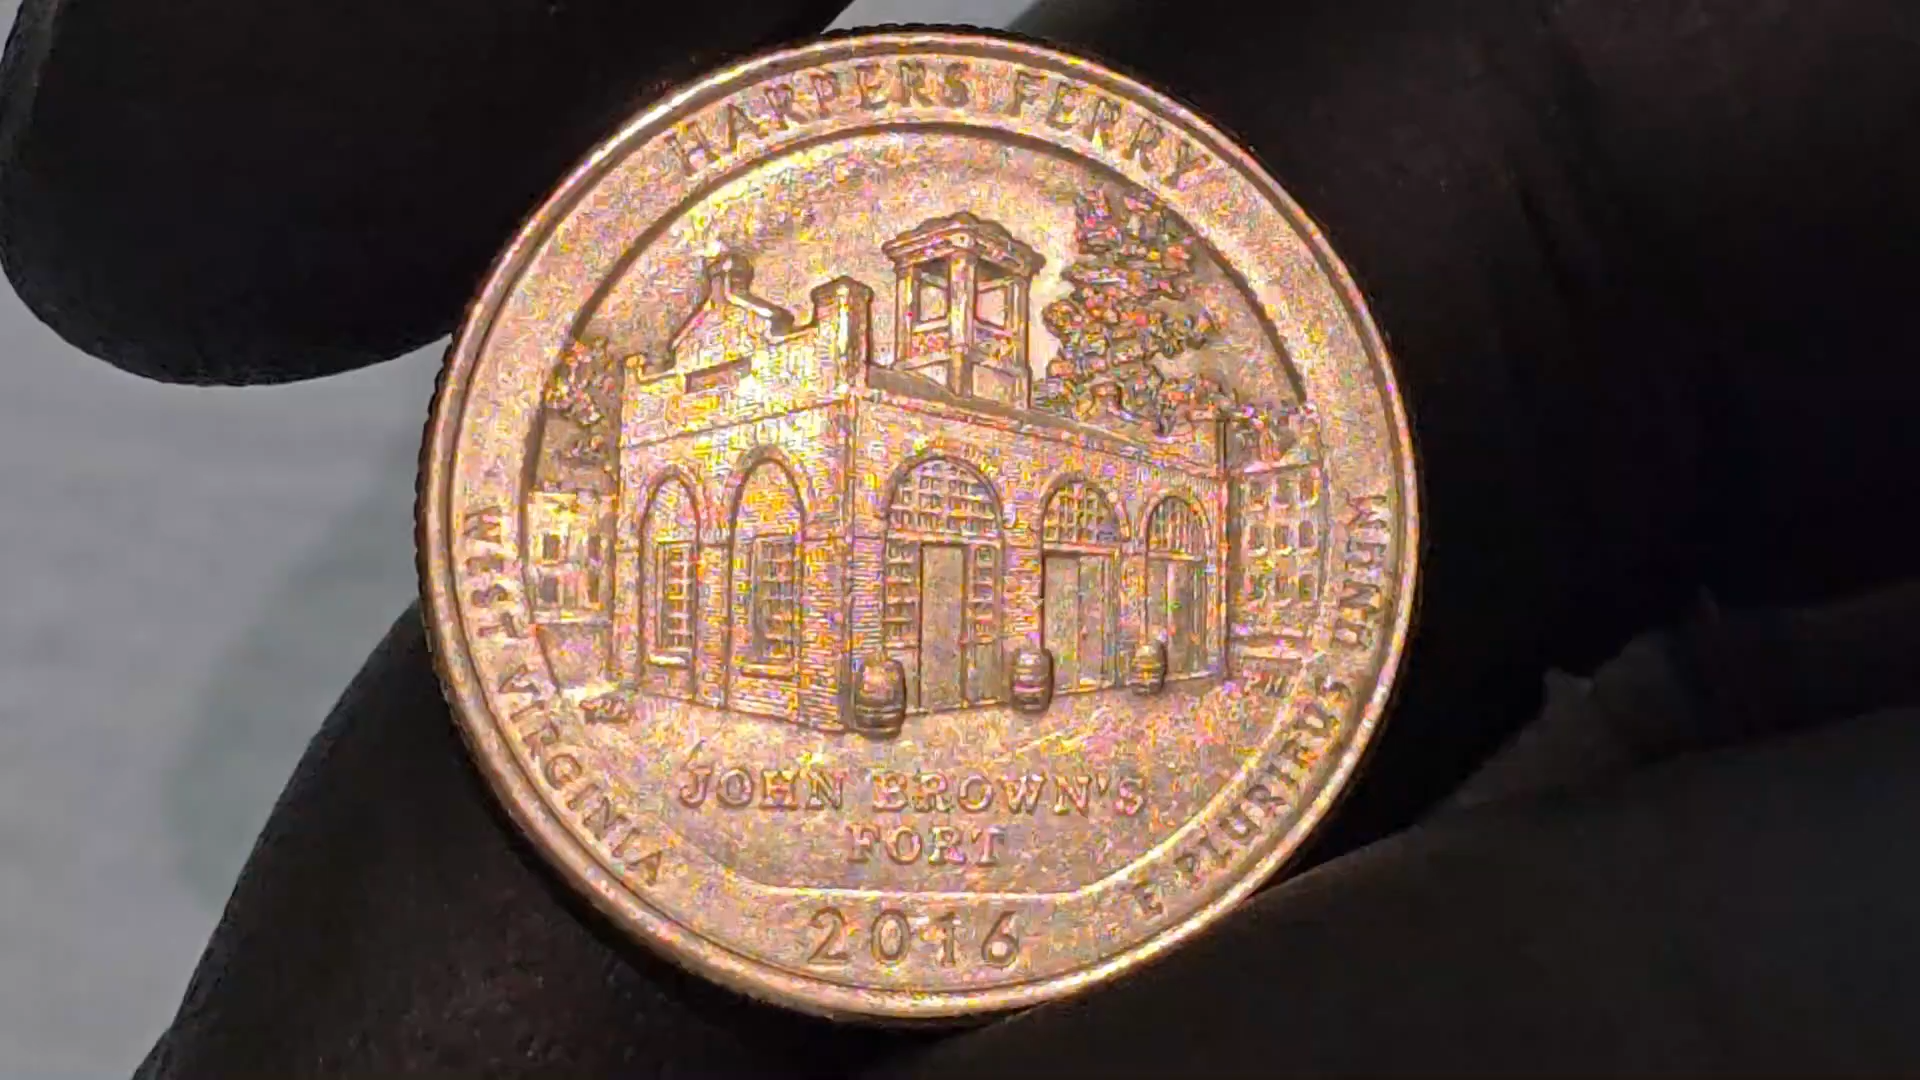 HARPERS FERRY
WEST VIRGINIA
JOHN BROWN'S
FORT
2016
E PLURIBUS UNUM